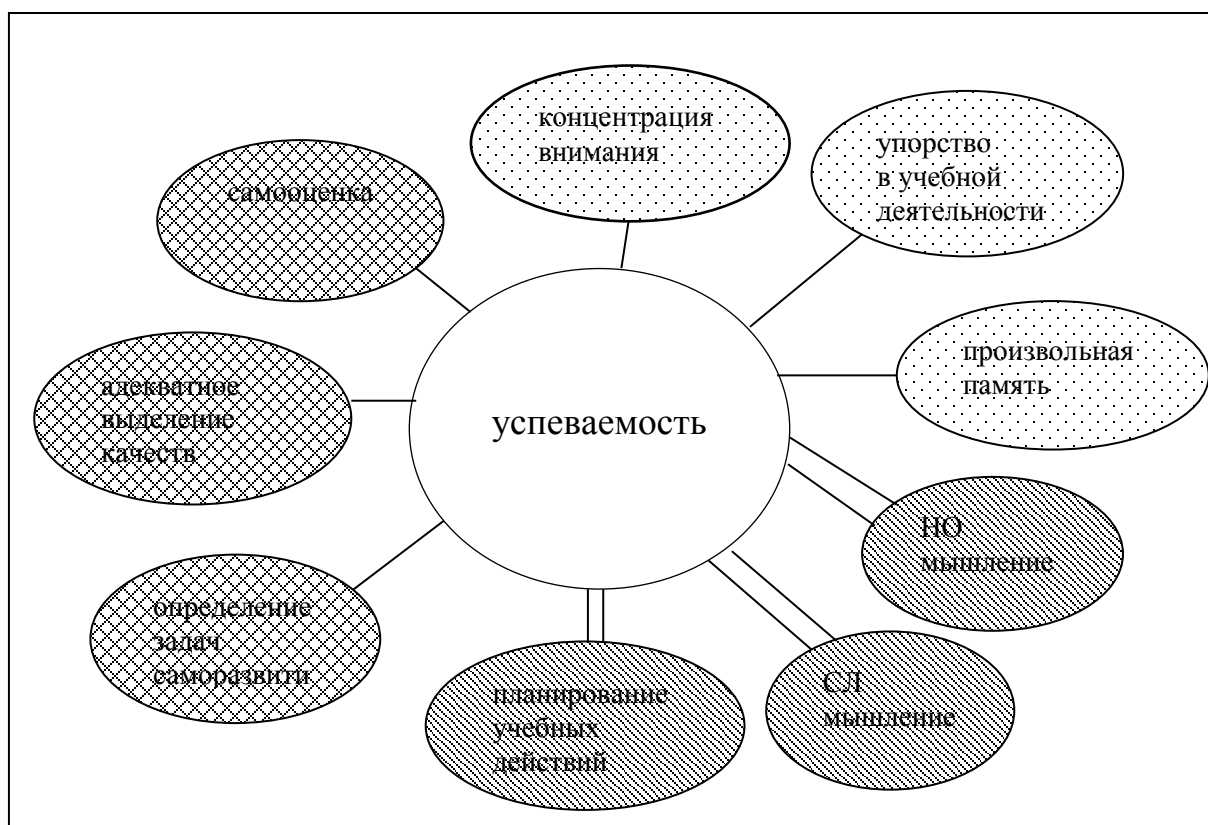 концентрация
внимания
упорство
в учебной
деятельности
самооценка
произвольная
память
адекватное
выделение
качеств
успеваемость
НО
мышление
определение
задач
саморазвити
СЛ
мышление
планирование
учебных
действий